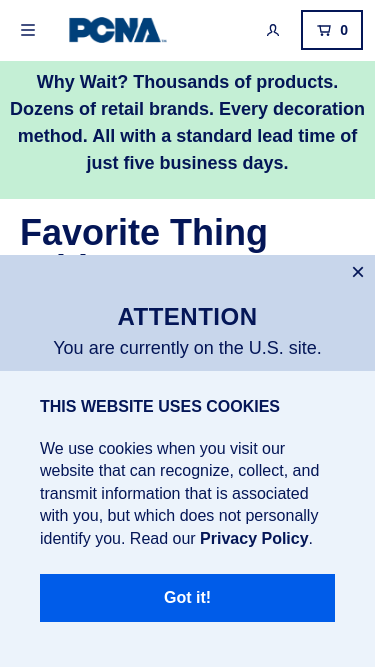 PCNA
0
Why Wait? Thousands of products.
Dozens of retail brands. Every decoration
method. All with a standard lead time of
just five business days.
Favorite Thing
ATTENTION
You are currently on the U.S. site.
THIS WEBSITE USES COOKIES
We use cookies when you visit our
website that can recognize, collect, and
transmit information that is associated
with you, but which does not personally
identify you. Read our Privacy Policy.
Got it!